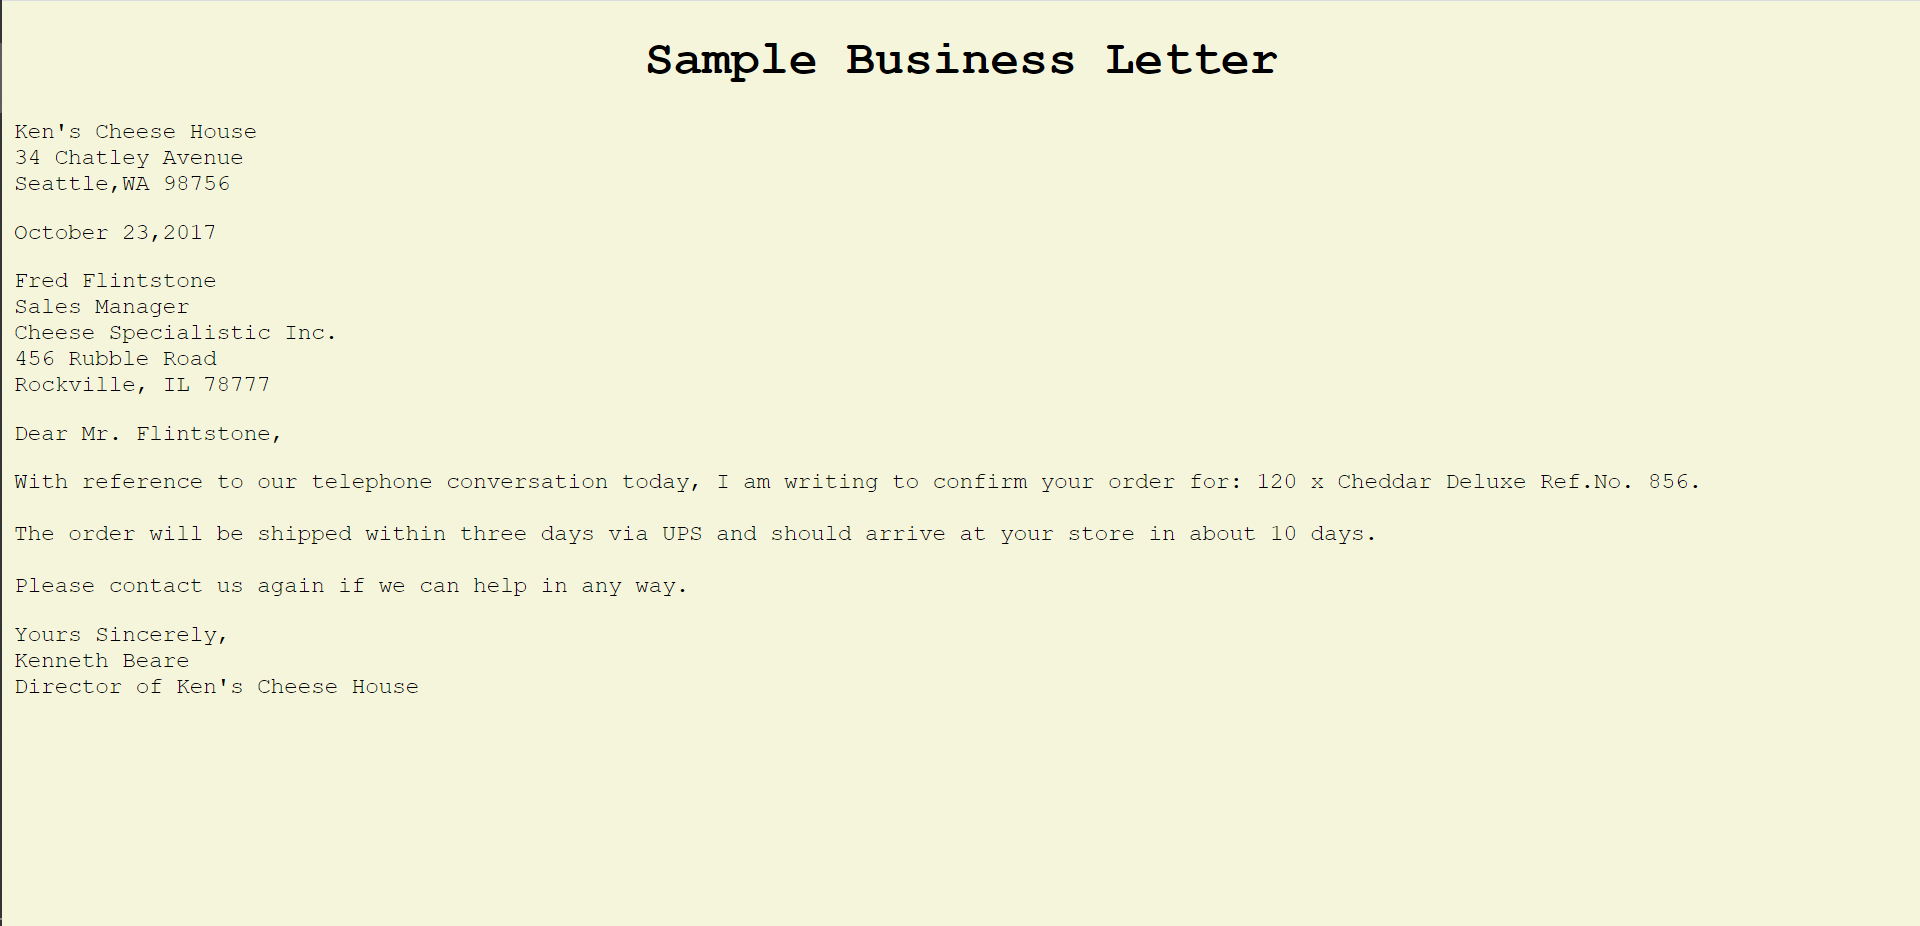 Sample Business Letter
Ken's Cheese House
34 Chatley Avenue
Seattle,WA 98756
October 23,2017
Fred Flintstone
Sales Manager
Cheese Specialistic Inc.
456 Rubble Road
Rockville, IL 78777
Dear Mr. Flintstone,
With reference to our telephone conversation today, I am writing to confirm your order for: 120 x Cheddar Deluxe Ref.No. 856.
The order will be shipped within three days via UPS and should arrive at your store in about 10 days.
Please contact us again if we can help in any way.
Yours Sincerely,
Kenneth Beare
Director of Ken's Cheese House